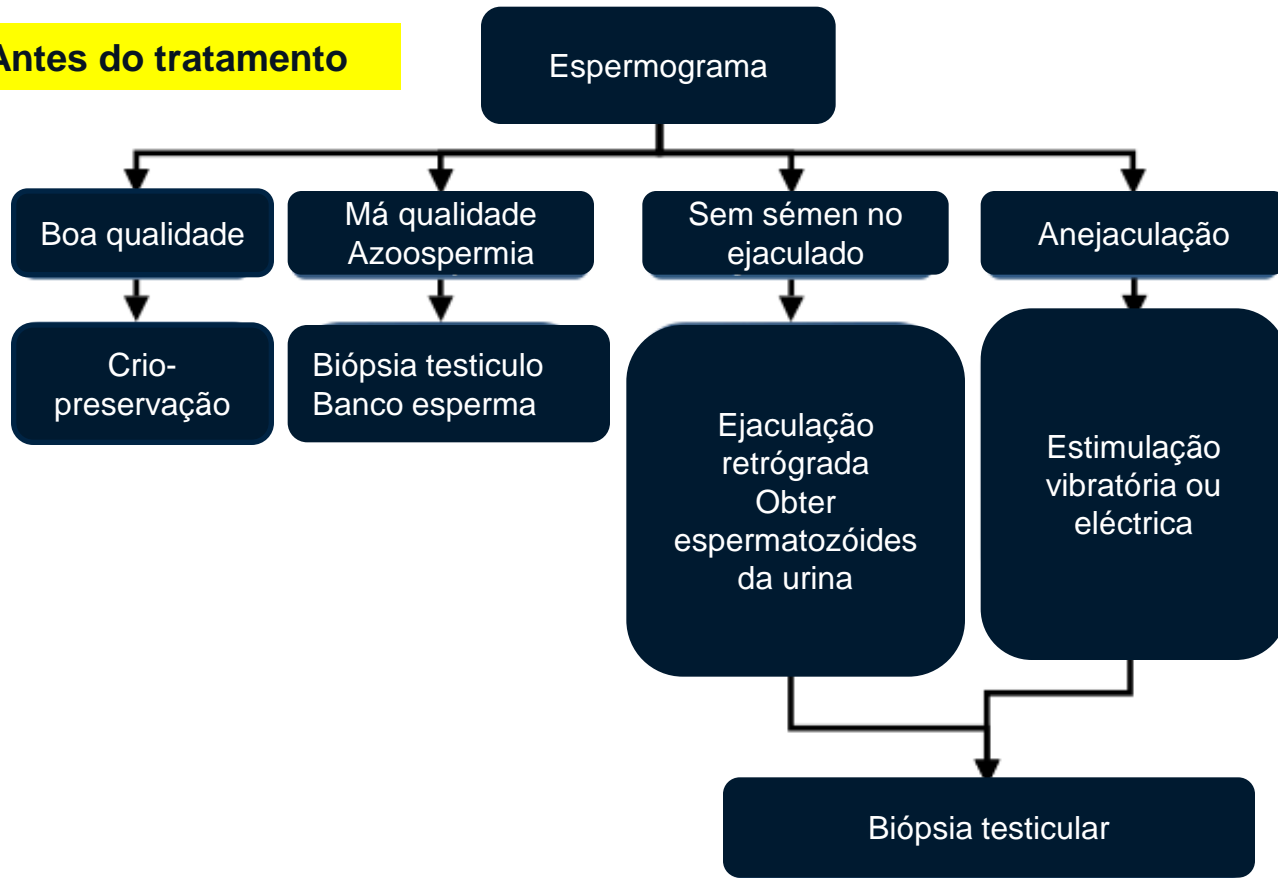 Antes do tratamento
Espermograma
Boa qualidade
Má qualidade
Azoospermia
Sem sémen no
ejaculado
Anejaculação
Crio-
preservação
Biópsia testiculo
Banco esperma
Ejaculação
retrógrada
Obter
espermatozóides
da urina
Estimulação
vibratória ou
eléctrica
Biópsia testicular